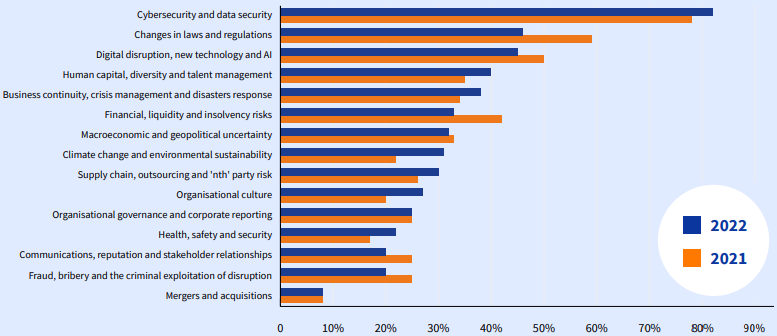 Cybersecurity and data security
Changes in laws and regulations
Digital disruption, new technology and AI
Human capital, diversity and talent management
Business continuity, crisis management and disasters response
Financial, liquidity and insolvency risks
Macroeconomic and geopolitical uncertainty
Climate change and environmental sustainability
Supply chain, outsourcing and 'nth' party risk
Organisational culture
Organisational governance and corporate reporting
Health, safety and security
Communications, reputation and stakeholder relationships
Fraud, bribery and the criminal exploitation of disruption
Mergers and acquisitions
2022
2021
0 10% 20% 30% 40% 50% 60% 70% 80% 90%